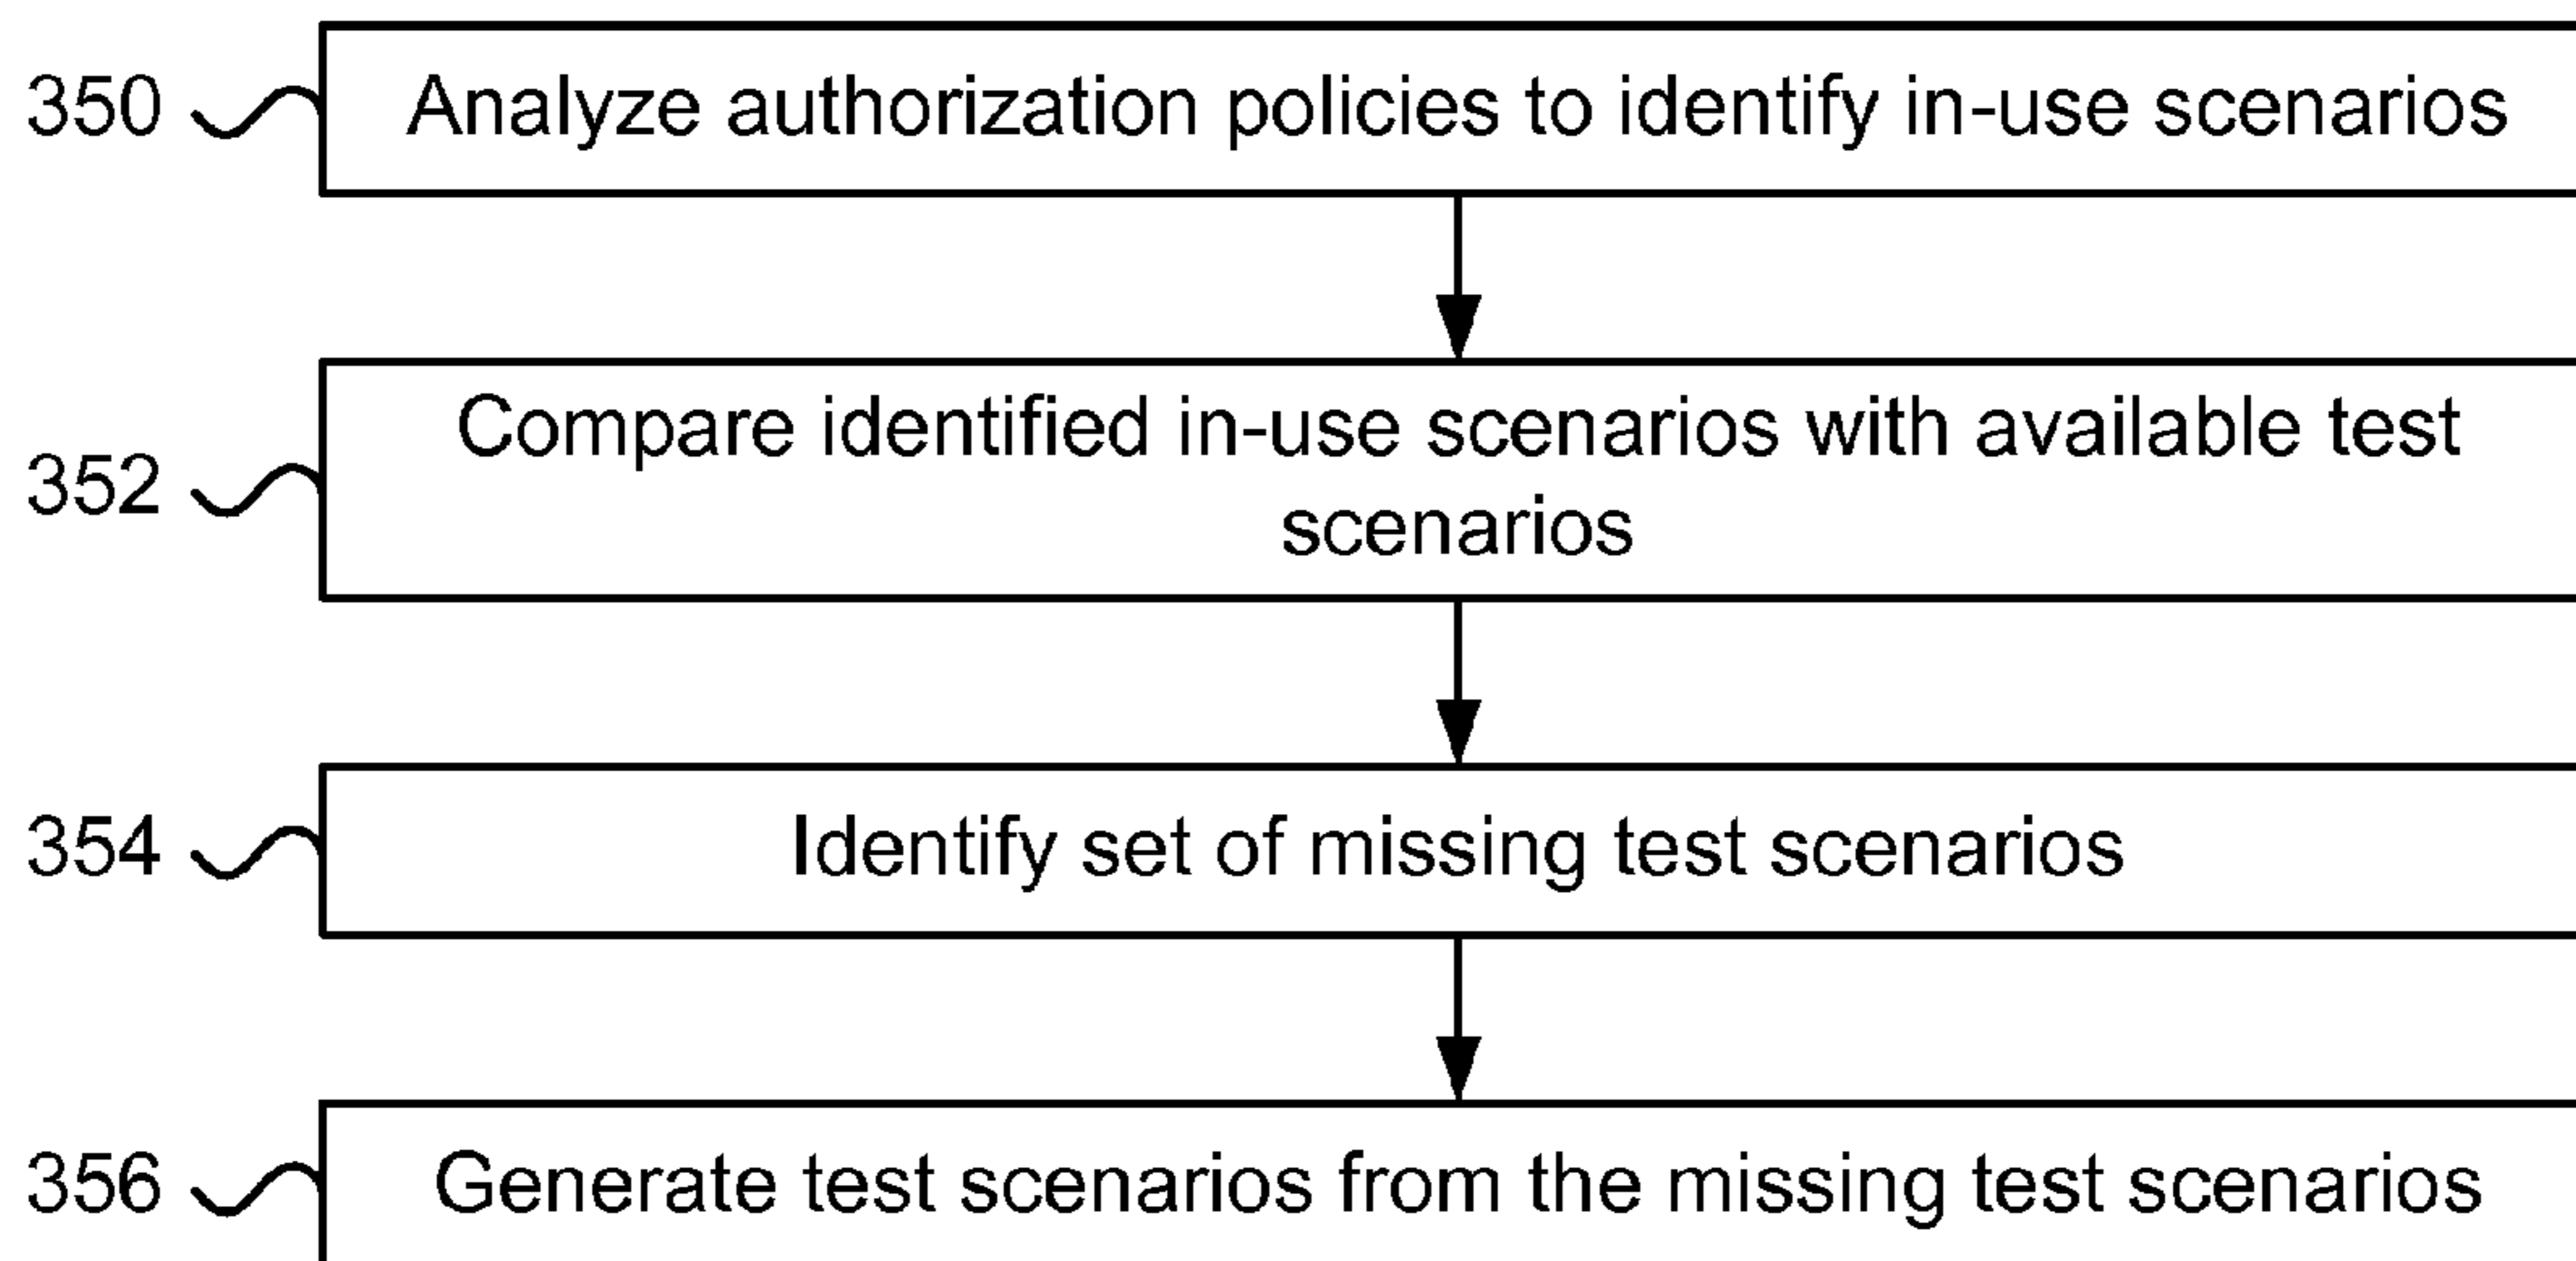 350
Analyze authorization policies to identify in-use scenarios
352
Compare identified in-use scenarios with available test
scenarios
354
Identify set of missing test scenarios
356
Generate test scenarios from the missing test scenarios